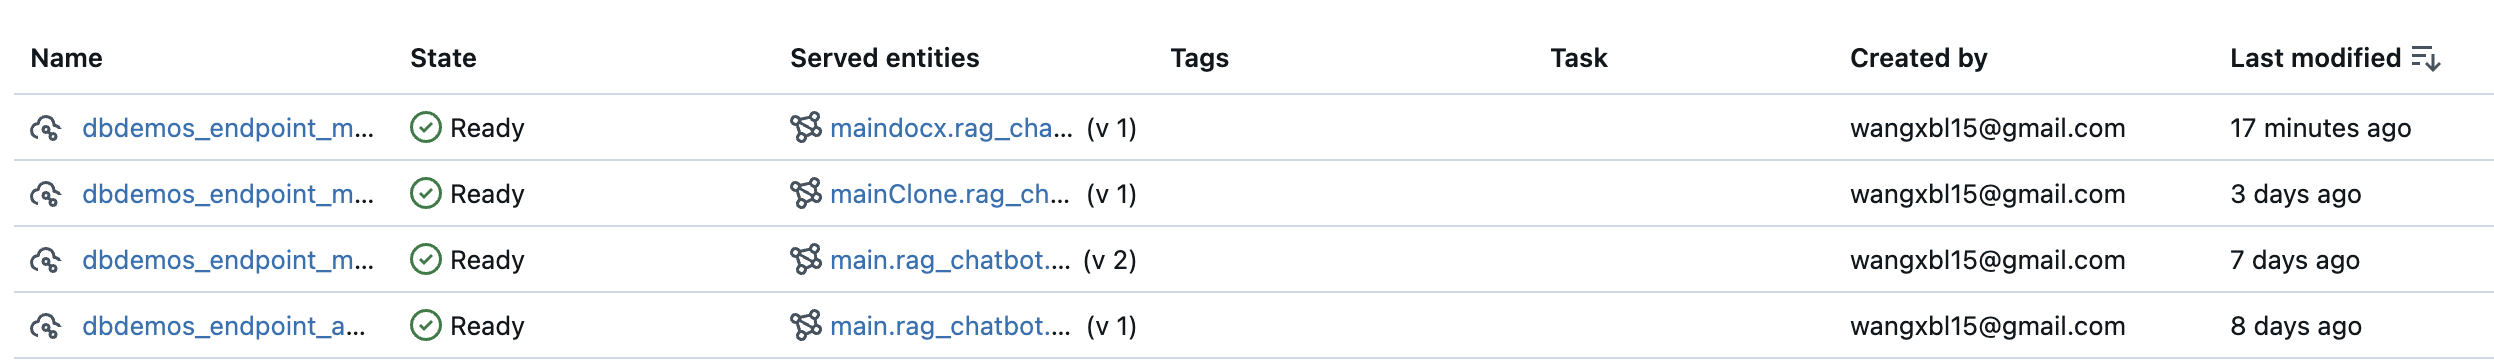 Name State Served entities Tags Task Created by Last modified
dbdemos_endpoint_m... Ready maindocx.rag_cha... (v 1) wangxbl15@gmail.com 17 minutes ago
dbdemos_endpoint_m... Ready mainClone.rag_ch... (v 1) wangxbl15@gmail.com 3 days ago
dbdemos_endpoint_m... Ready main.rag_chatbot.... (v 2) wangxbl15@gmail.com 7 days ago
dbdemos_endpoint_a... Ready main.rag_chatbot.... (v 1) wangxbl15@gmail.com 8 days ago